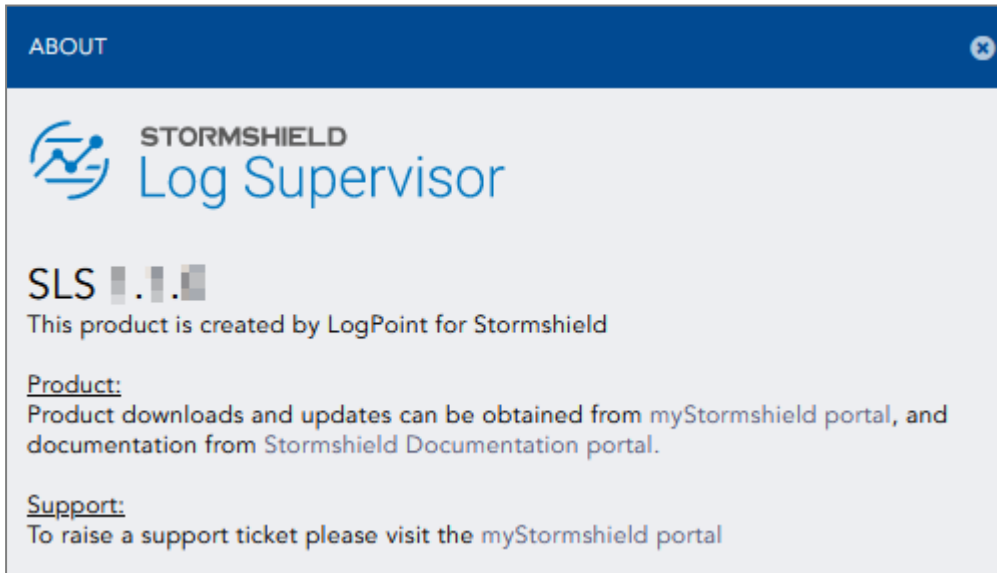 ABOUT
STORMSHIELD
Log Supervisor
SLS
This product is created by LogPoint for Stormshield
Product:
Product downloads and updates can be obtained from myStormshield portal, and
documentation from Stormshield Documentation portal.
Support:
To raise a support ticket please visit the myStormshield portal